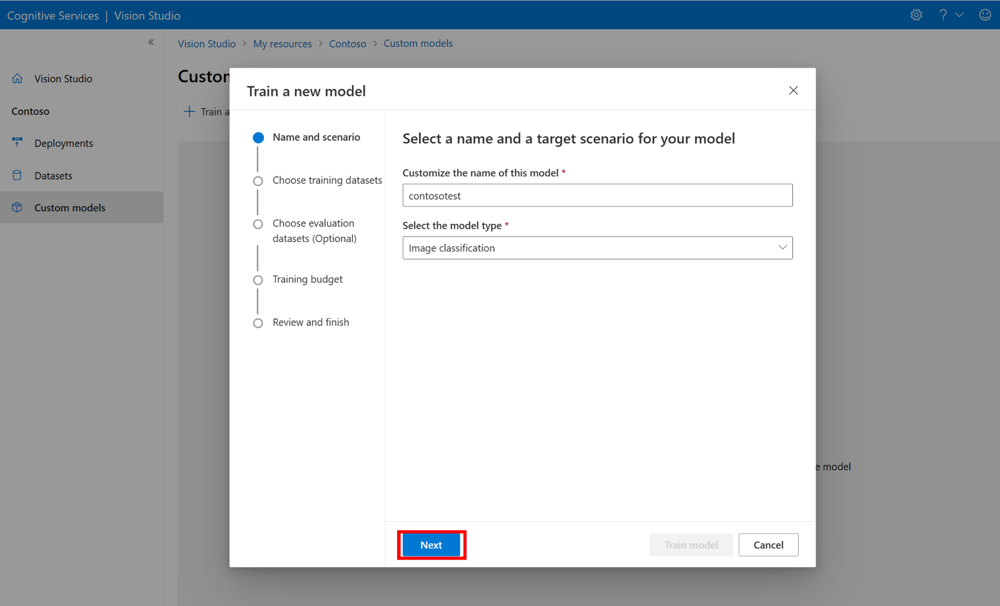 Cognitive Services | Vision Studio
Vision Studio > My resources > Contoso > Custom models
Vision Studio
Contoso
Deployments
Datasets
Custom models
Custom
Train a
Train a new model
Name and scenario
Choose training datasets
Choose evaluation
datasets (Optional)
Training budget
Review and finish
Select a name and a target scenario for your model
Customize the name of this model *
contosotest
Select the model type *
Image classification
e model
Next
Train model
Cancel